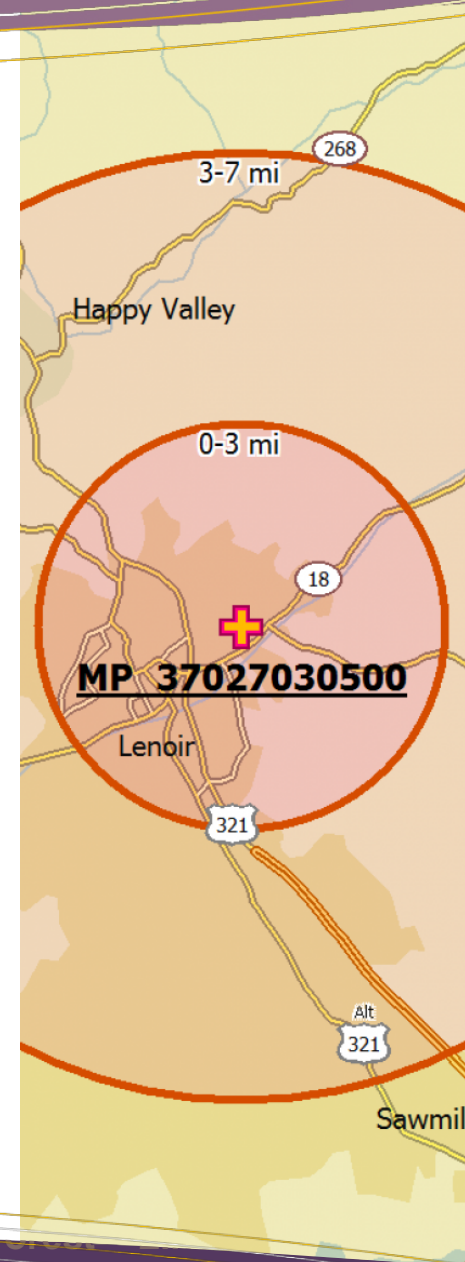 268
3-7 mi
Happy Valley
0-3 mi
18
MP 37027030500
Lenoir
321
Alt
321
Sawmil